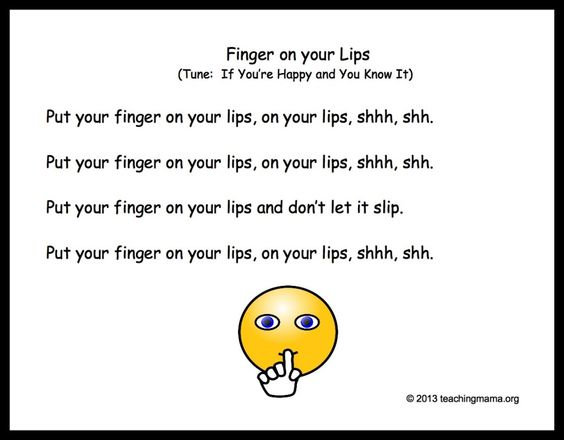 Finger on your Lips
(Tune:  If You're Happy and You Know It)
Put your finger on your lips, on your lips, shhh, shh.
Put your finger on your lips, on your lips, shhh, shh.
Put your finger on your lips and don't let it slip.
Put your finger on your lips, on your lips, shhh, shh.
© 2013 teachingmama.org